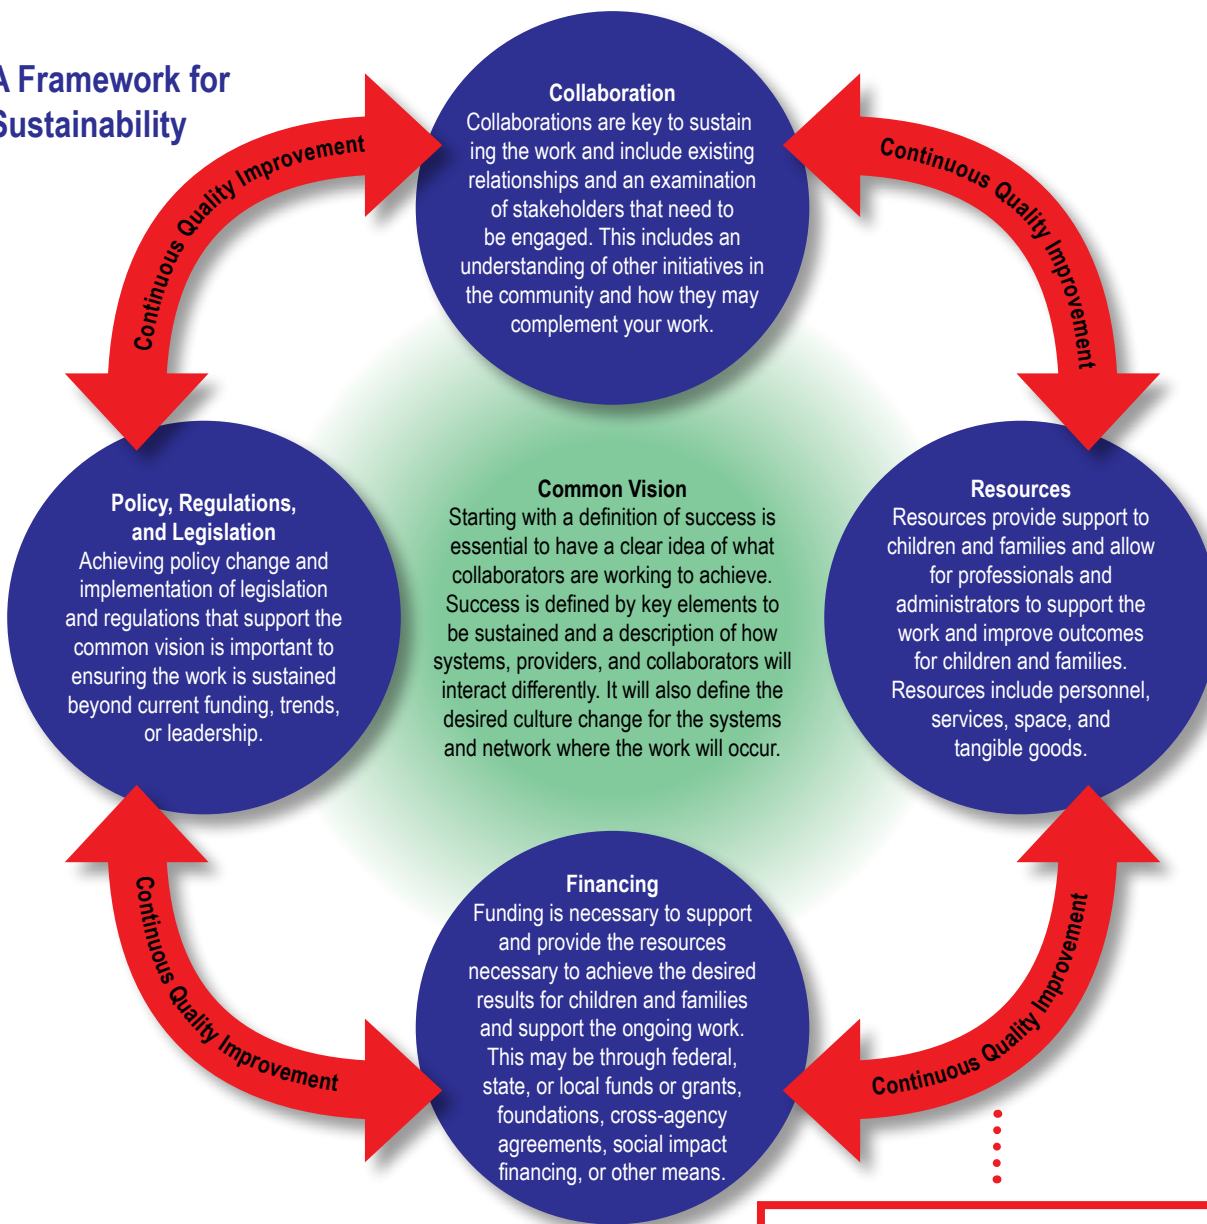 A Framework for
Sustainability
Collaboration
Collaborations are key to sustain
ing the work and include existing
relationships and an examination
of stakeholders that need to
be engaged. This includes an
understanding of other initiatives in
the community and how they may
complement your work.
Continuous Quality Improvement
Continuous Quality Improvement
Policy, Regulations,
and Legislation
Achieving policy change and
implementation of legislation
and regulations that support the
common vision is important to
ensuring the work is sustained
beyond current funding, trends,
or leadership.
Common Vision
Starting with a definition of success is
essential to have a clear idea of what
collaborators are working to achieve.
Success is defined by key elements to
be sustained and a description of how
systems, providers, and collaborators will
interact differently. It will also define the
desired culture change for the systems
and network where the work will occur.
Resources
Resources provide support to
children and families and allow
for professionals and
administrators to support the
work and improve outcomes
for children and families.
Resources include personnel,
services, space, and
tangible goods.
Continuous Quality Improvement
Continuous Quality Improvement
Financing
Funding is necessary to support
and provide the resources
necessary to achieve the desired
results for children and families
and support the ongoing work.
This may be through federal,
state, or local funds or grants,
foundations, cross-agency
agreements, social impact
financing, or other means.